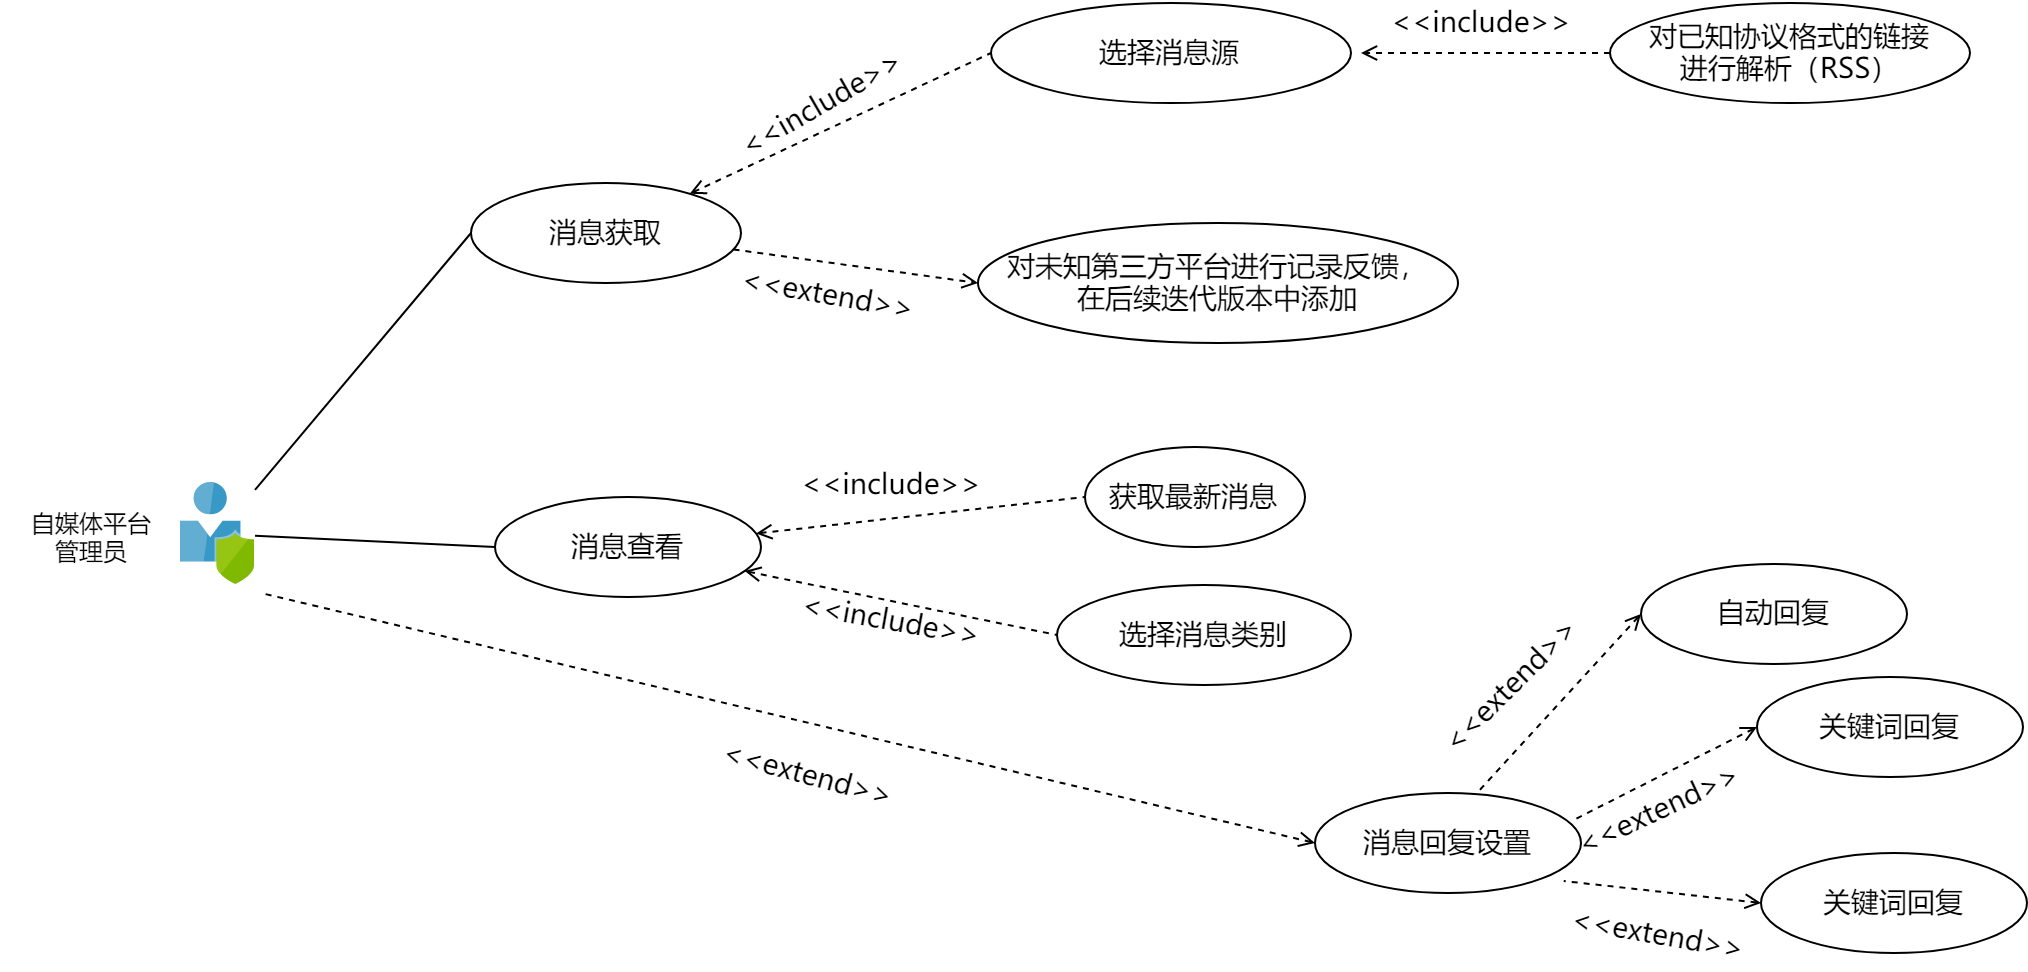 <<include>>
选择消息源
<<include>>
对已知协议格式的链接
进行解析（RSS）
消息获取
<<extend>>
对未知第三方平台进行记录反馈，
在后续迭代版本中添加
自媒体平台
管理员
消息查看
<<include>>
获取最新消息
<<include>>
选择消息类别
<<extend>>
消息回复设置
<<extend>>
自动回复
<<extend>>
关键词回复
<<extend>>
关键词回复